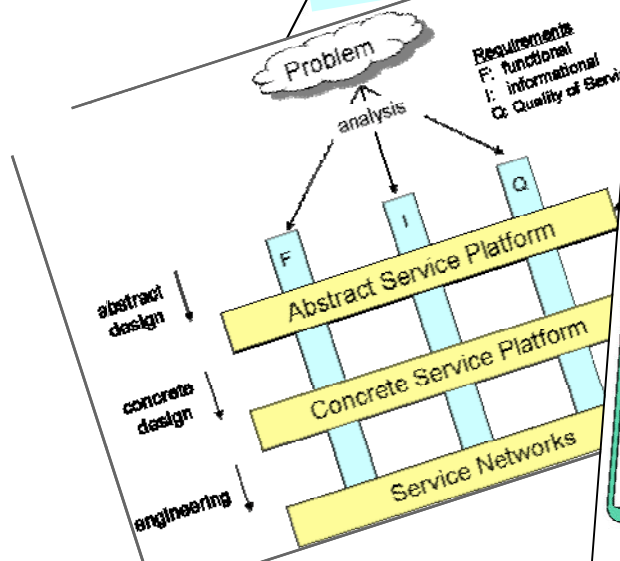 Problem
Requirements
F: functional
I: informational
Q: Quality of Servi
analysis
F
I
Q
abstract
design
Abstract Service Platform
concrete
design
Concrete Service Platform
engineering
Service Networks